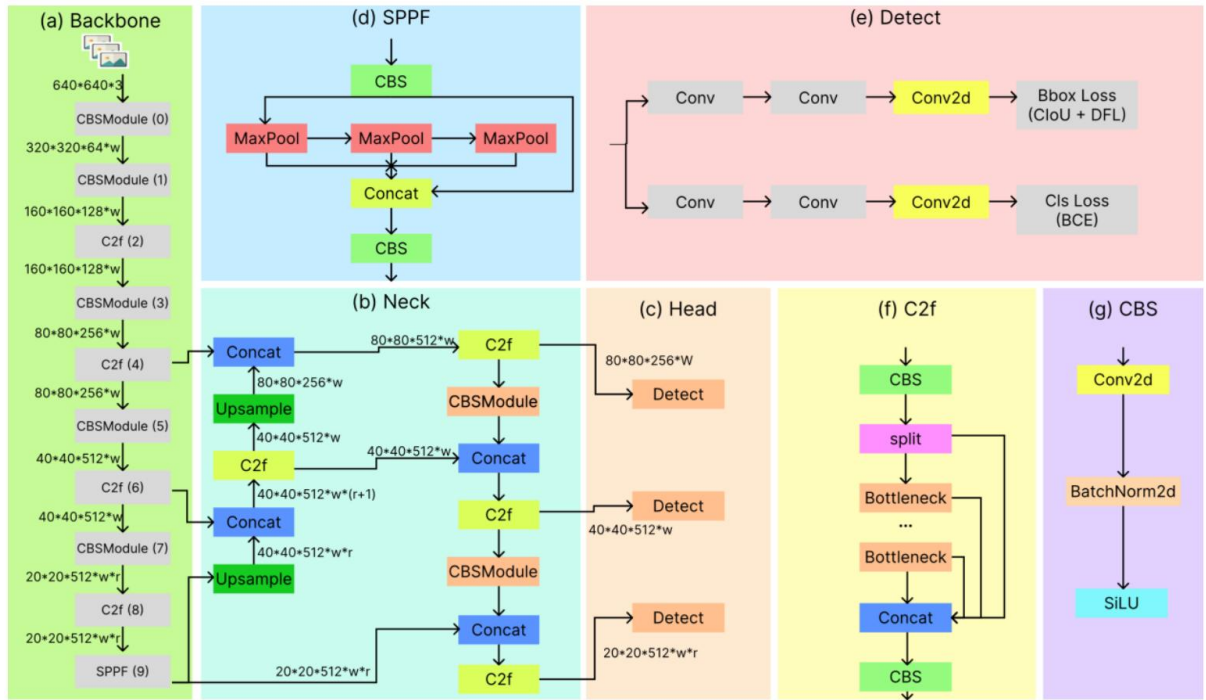 (a) Backbone
640*640*3
CBSModule (0)
320*320*64*w
CBSModule (1)
160*160*128*w
C2f (2)
160*160*128*w
CBSModule (3)
80*80*256*w
C2f (4)
80*80*256*w
CBSModule (5)
40*40*512*w
C2f (6)
40*40*512*w
CBSModule (7)
20*20*512*w*r
C2f (8)
20*20*512*w*r
SPPF (9)
(d) SPPF
CBS
MaxPool
MaxPool
MaxPool
Concat
CBS
(e) Detect
Conv
Conv
Conv2d
Bbox Loss
(CIoU + DFL)
Conv
Conv
Conv2d
Cls Loss
(BCE)
(b) Neck
Concat
80*80*512*w
C2f
80*80*256*w
Upsample
CBSModule
40*40*512*w
C2f
40*40*512*w
Concat
40*40*512*w*(r+1)
Concat
C2f
40*40*512*w*r
Upsample
CBSModule
Concat
20*20*512*w*r
C2f
(c) Head
80*80*256*W
Detect
Detect
40*40*512*w
Detect
20*20*512*w*r
(f) C2f
CBS
split
Bottleneck
...
Bottleneck
Concat
CBS
(g) CBS
Conv2d
BatchNorm2d
SiLU